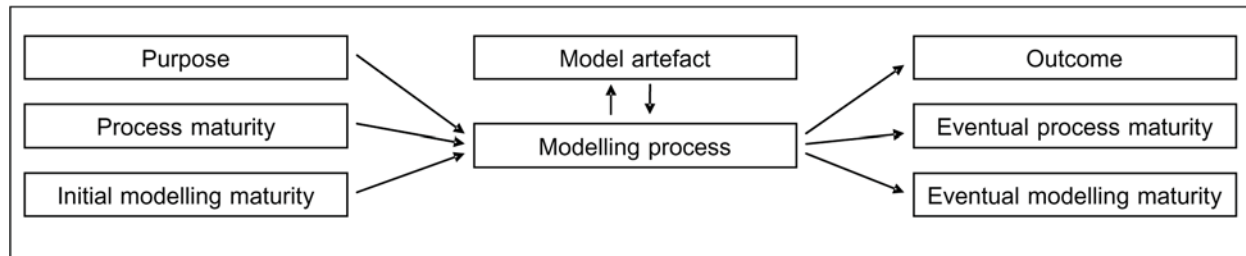 Purpose
Model artefact
Outcome
Process maturity
Modelling process
Eventual process maturity
Initial modelling maturity
Eventual modelling maturity